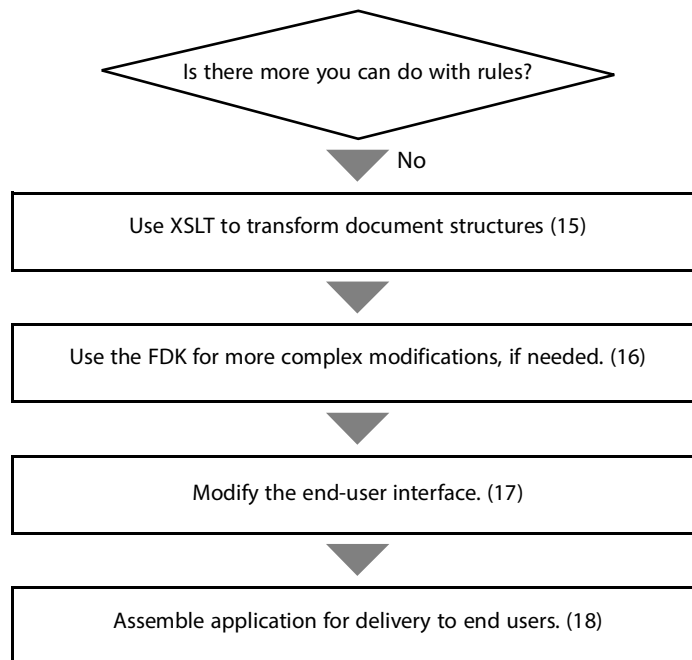 Is there more you can do with rules?
No
Use XSLT to transform document structures (15)
Use the FDK for more complex modifications, if needed. (16)
Modify the end-user interface. (17)
Assemble application for delivery to end users. (18)